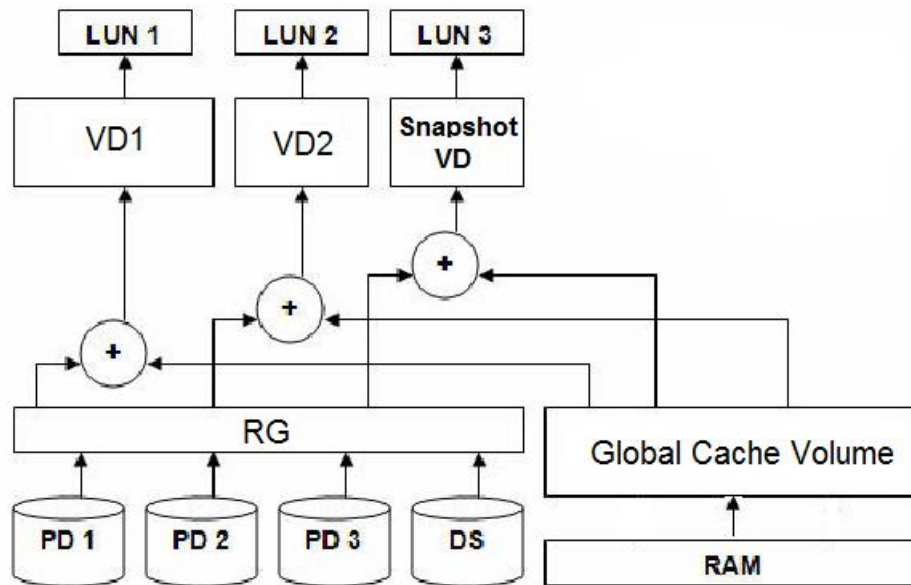 LUN 1
LUN 2
LUN 3
VD1
VD2
Snapshot
VD
+
+
+
RG
Global Cache Volume
PD 1
PD 2
PD 3
DS
RAM